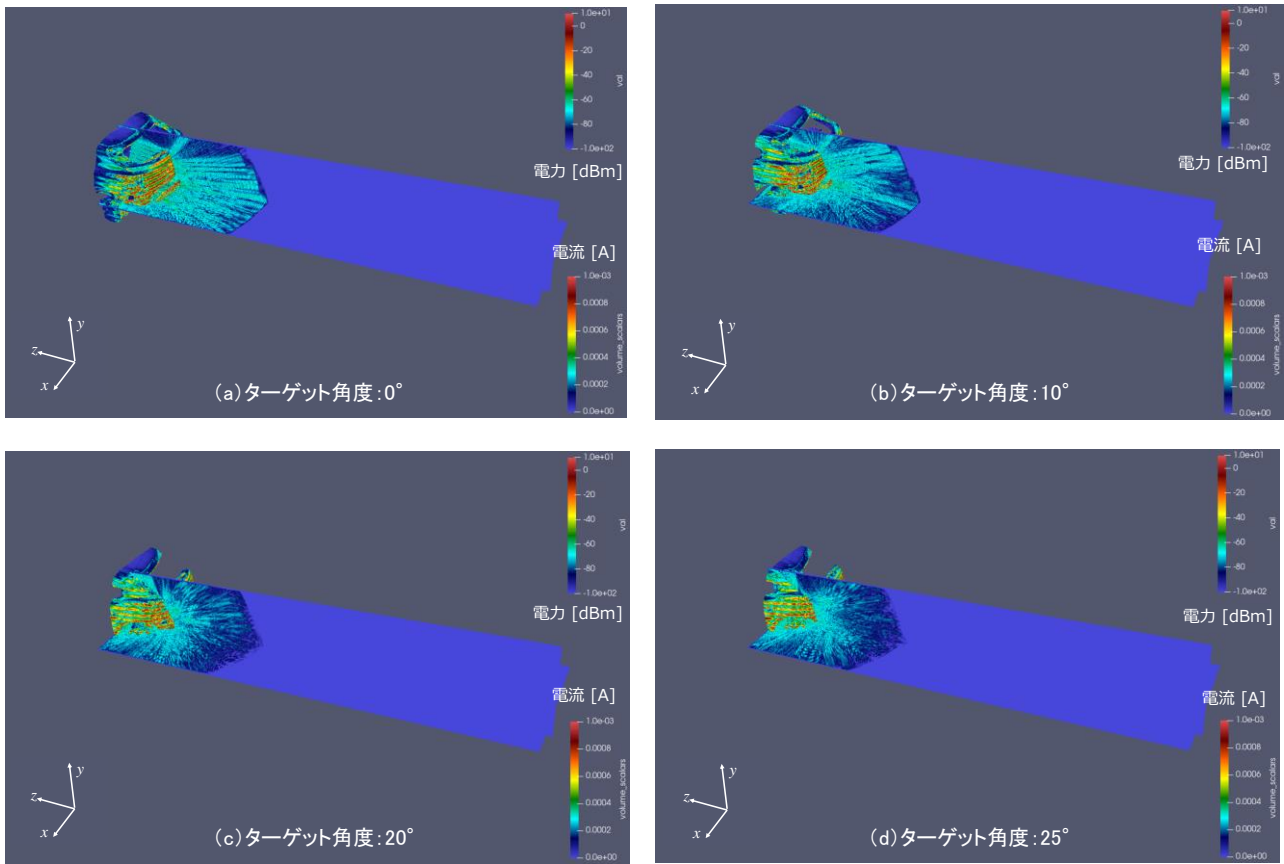 1.0e+01
0
-20
-40
-60
-80
-1.0e+02
val
電力 [dBm]
電流 [A]
1.0e-03
0.0008
0.0006
0.0004
0.0002
0.0e+00
volume_scalars
y
z
x
(a)ターゲット角度:0°
1.0e+01
0
-20
-40
-60
-80
-1.0e+02
val
電力 [dBm]
電流 [A]
1.0e-03
0.0008
0.0006
0.0004
0.0002
0.0e+00
volume_scalars
y
z
x
(b)ターゲット角度:10°
1.0e+01
0
-20
-40
-60
-80
-1.0e+02
val
電力 [dBm]
電流 [A]
1.0e-03
0.0008
0.0006
0.0004
0.0002
0.0e+00
volume_scalars
y
z
x
(c)ターゲット角度:20°
1.0e+01
0
-20
-40
-60
-80
-1.0e+02
val
電力 [dBm]
電流 [A]
1.0e-03
0.0008
0.0006
0.0004
0.0002
0.0e+00
volume_scalars
y
z
x
(d)ターゲット角度:25°